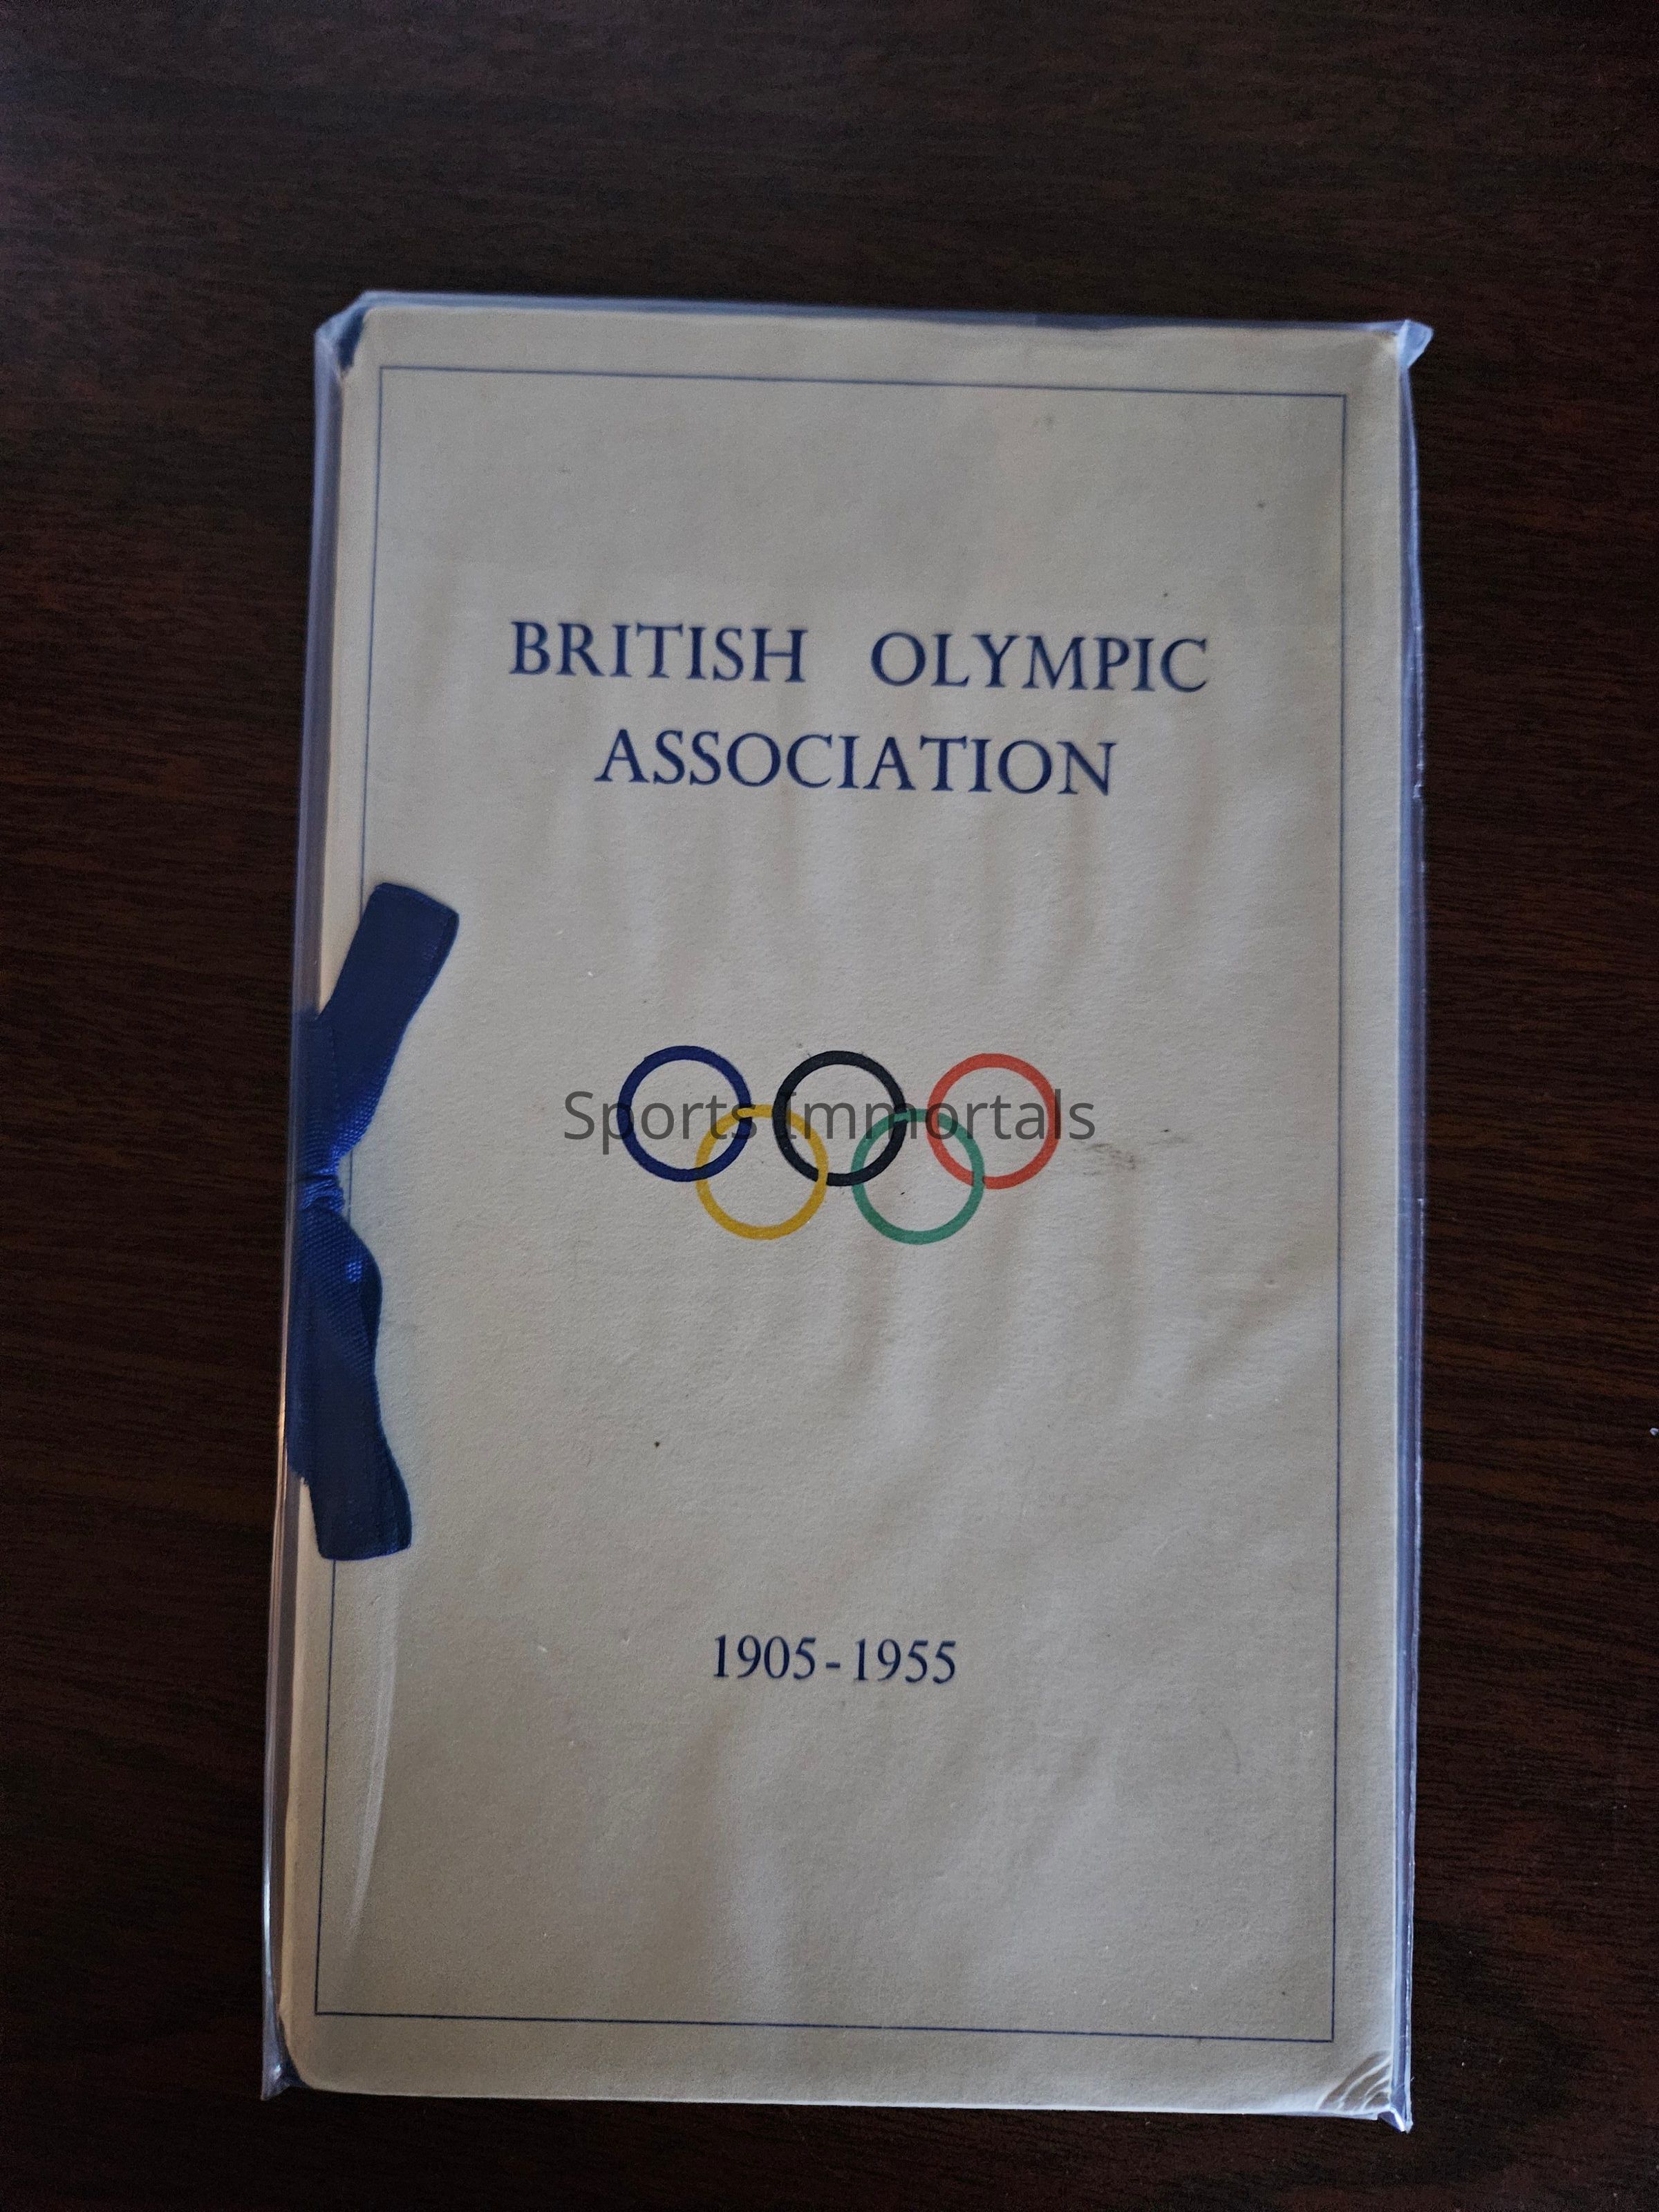 BRITISH OLYMPIC
ASSOCIATION
Sports Immortals
1905-1955